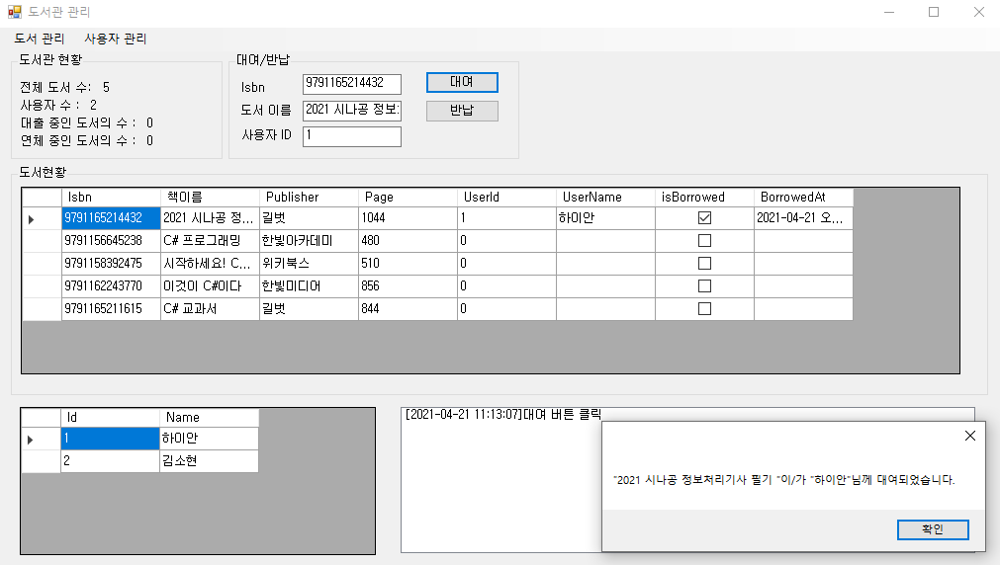 도서관 관리
도서 관리 사용자 관리
도서관 현황
전체 도서 수: 5
사용자 수 : 2
대출 중인 도서의 수 : 0
연체 중인 도서의 수 : 0
대여/반납
Isbn 9791165214432 대여
도서 이름 2021 시나공 정보: 반납
사용자 ID 1
도서현황
Isbn 책이름 Publisher Page UserId UserName isBorrowed BorrowedAt
9791165214432 2021 시나공 정... 길벗 1044 1 하이안 2021-04-21 오...
9791156645238 C# 프로그래밍 한빛아카데미 480 0
9791158392475 시작하세요! C... 위키북스 510 0
9791162243770 이것이 C#이다 한빛미디어 856 0
9791165211615 C# 교과서 길벗 844 0
Id Name
1 하이안
2 김소현
[2021-04-21 11:13:07]대여 버튼 클릭
"2021 시나공 정보처리기사 필기 "이/가 "하이안"님께 대여되었습니다.
확인